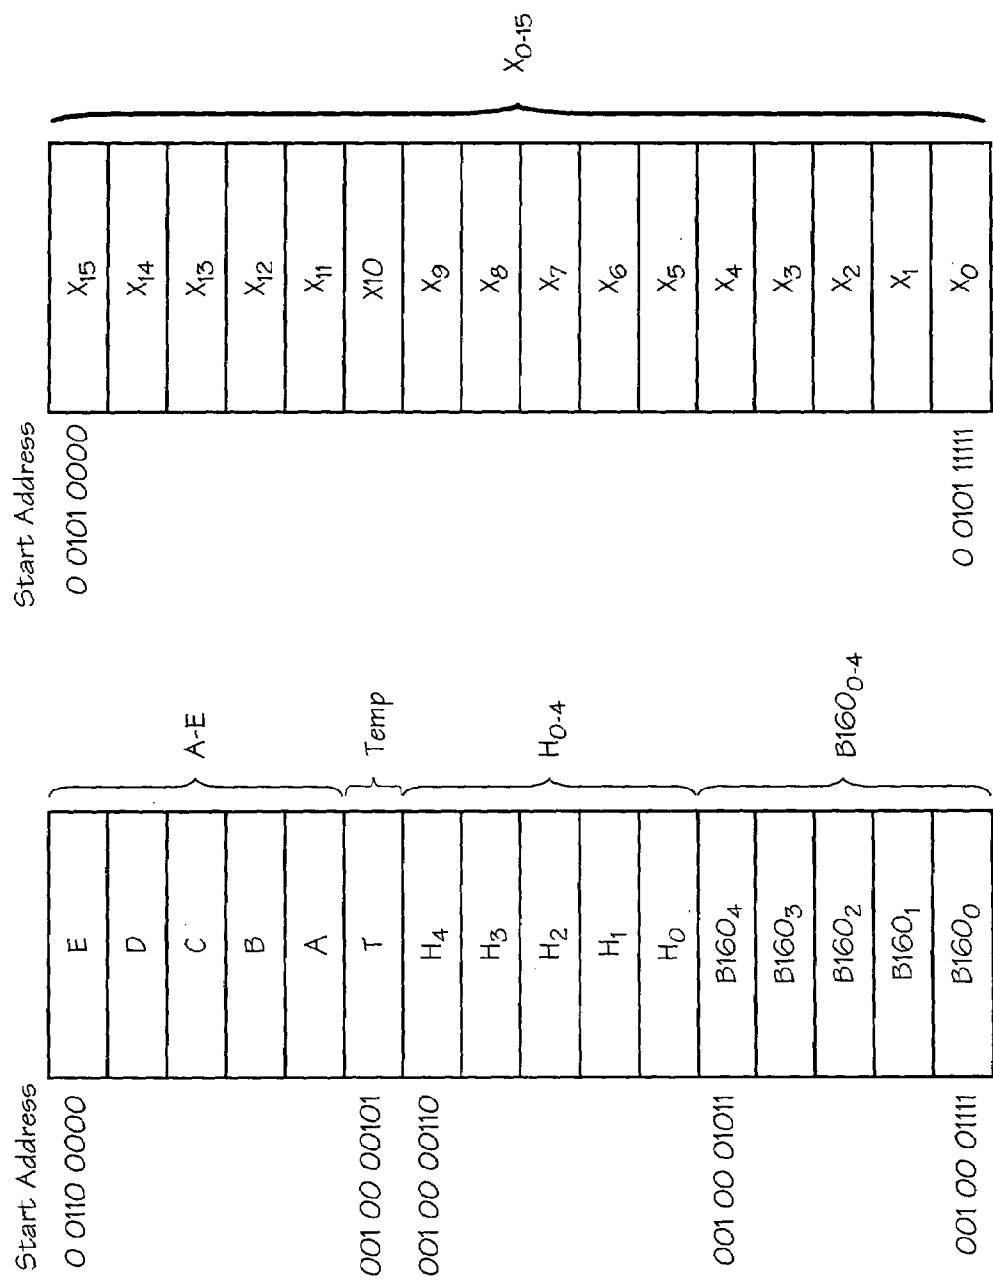 Start Address
0 0110 0000
E
D
C
B
A
A-E
001 00 00101
T
Temp
001 00 00110
H₄
H₃
H₂
H₁
H₀
H₀₋₄
001 00 01011
B160₄
B160₃
B160₂
B160₁
001 00 01111
B160₀
B160₀₋₄
Start Address
0 0101 0000
X₁₅
X₁₄
X₁₃
X₁₂
X₁₁
X10
X₉
X₈
X₇
X₆
X₅
X₄
X₃
X₂
X₁
0 0101 11111
X₀
X₀₋₁₅